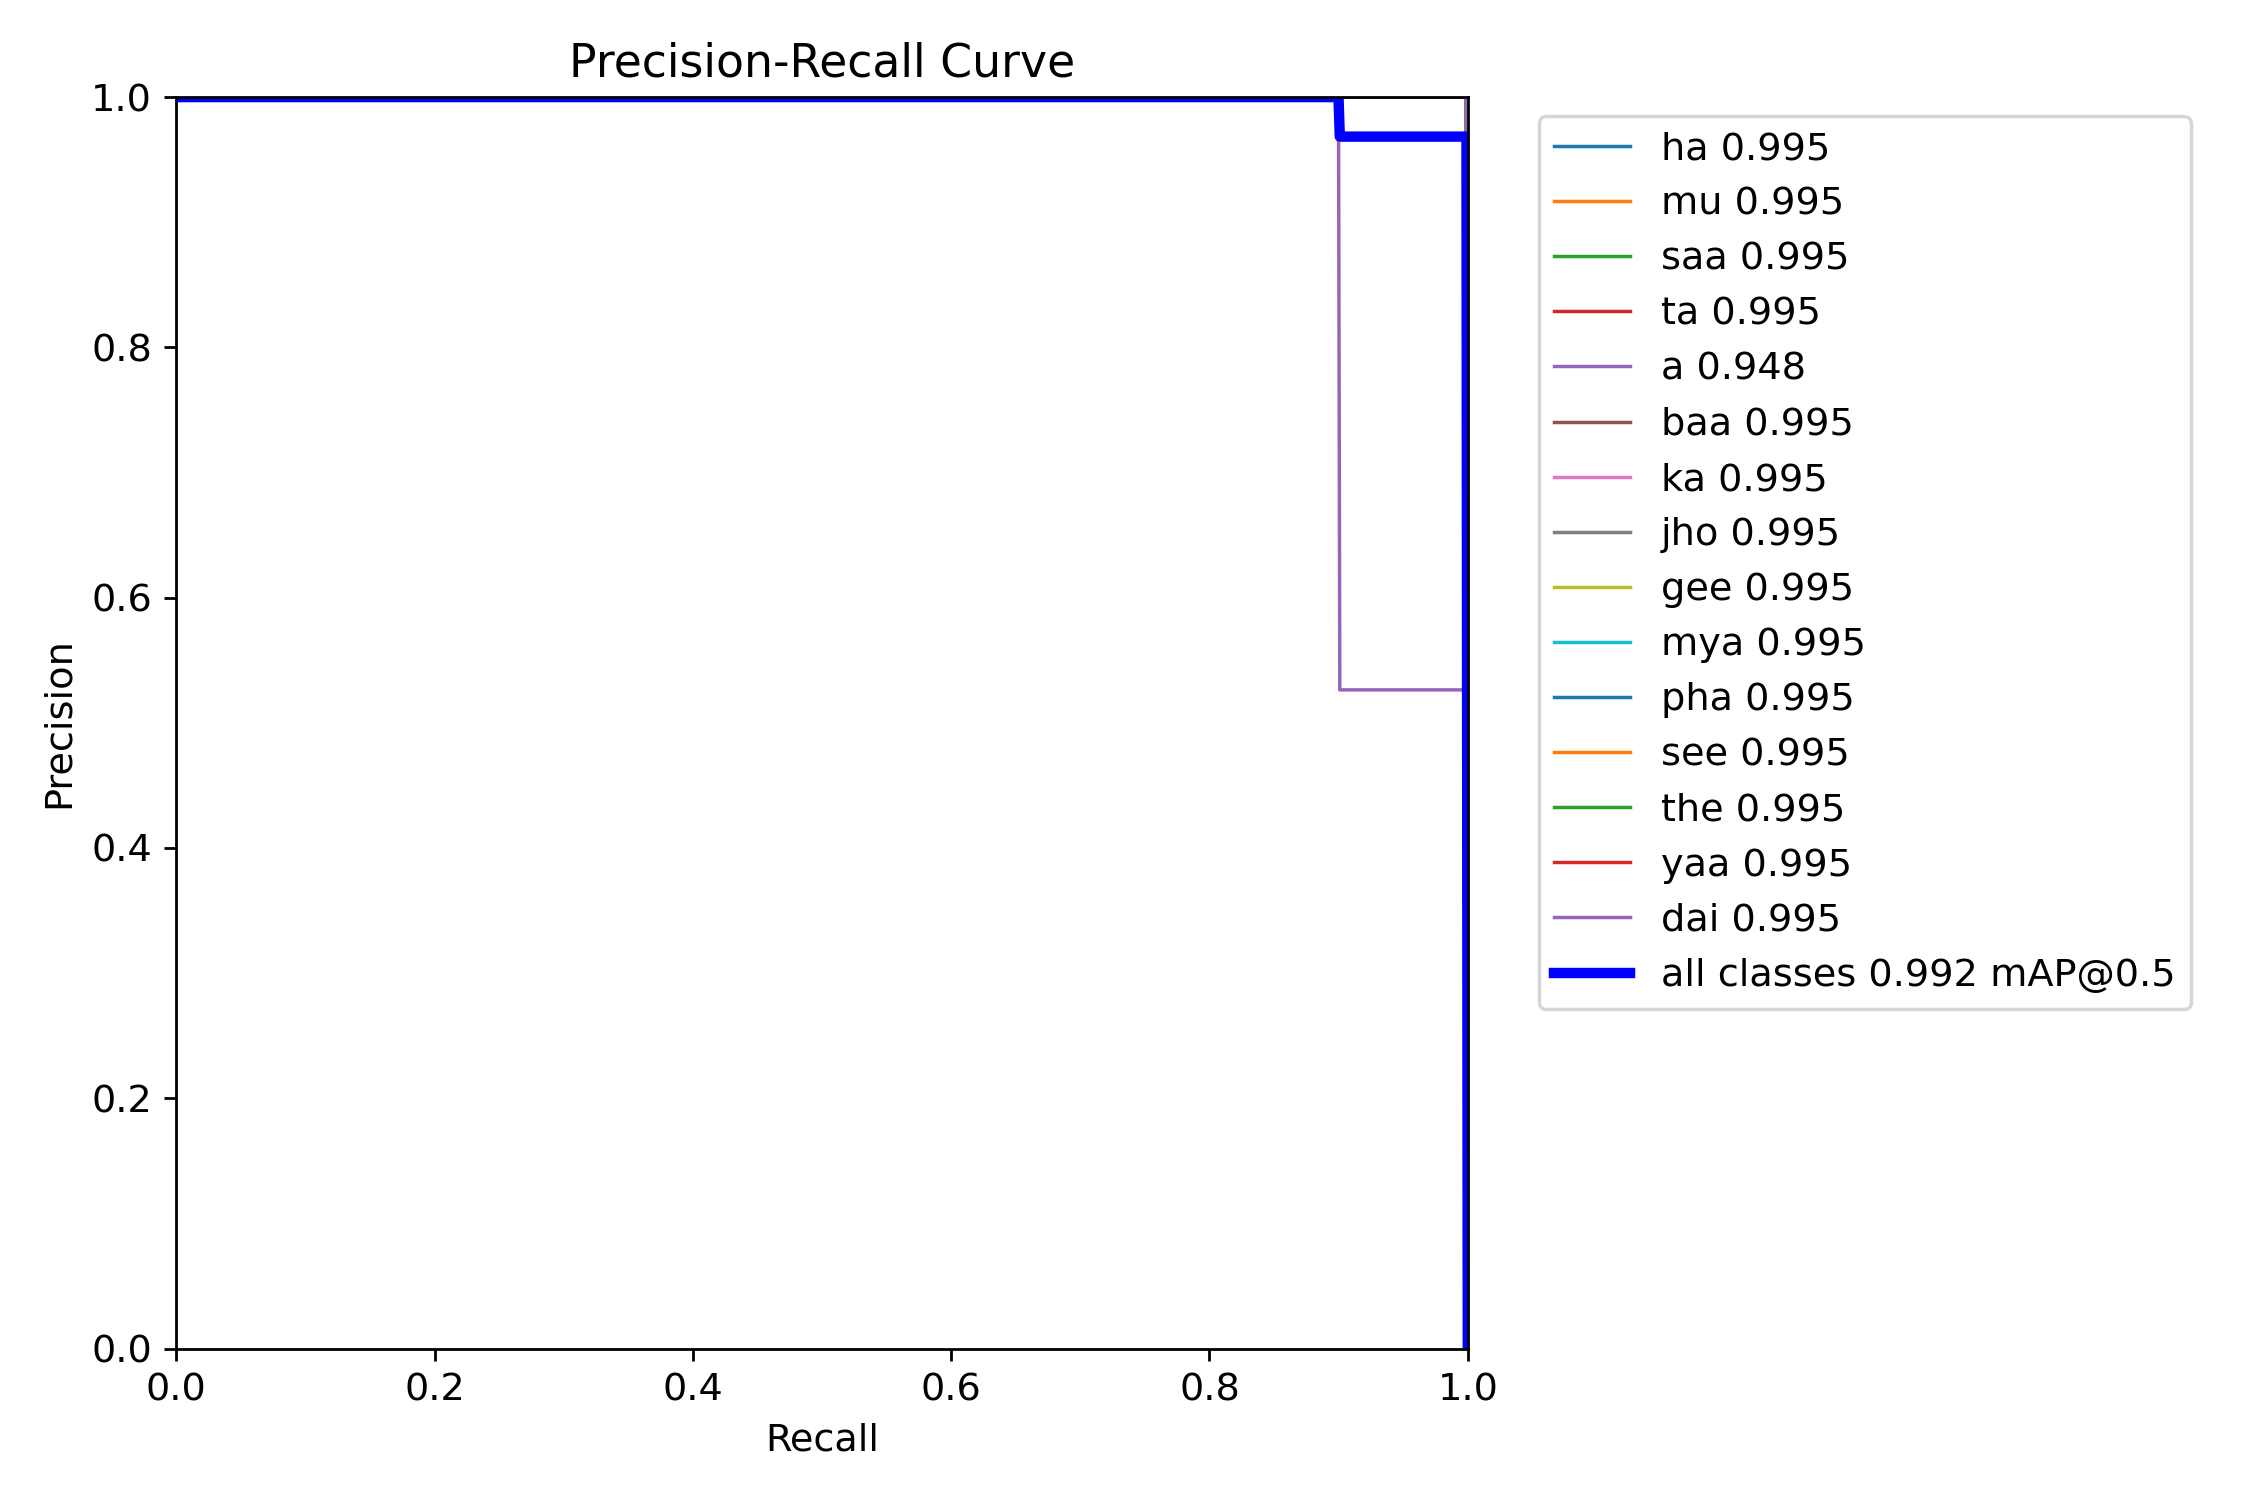 Precision-Recall Curve
1.0
0.8
0.6
0.4
0.2
0.0
Precision
0.0 0.2 0.4 0.6 0.8 1.0
Recall
ha 0.995
mu 0.995
saa 0.995
ta 0.995
a 0.948
baa 0.995
ka 0.995
jho 0.995
gee 0.995
mya 0.995
pha 0.995
see 0.995
the 0.995
yaa 0.995
dai 0.995
all classes 0.992 mAP@0.5